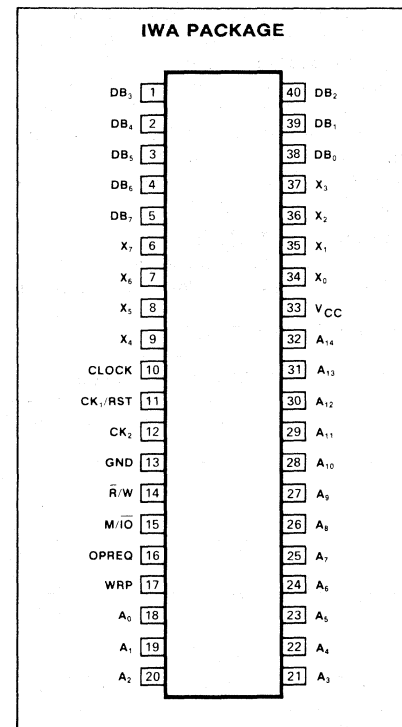 IWA PACKAGE
DB₃ 1 40 DB₂
DB₄ 2 39 DB₁
DB₅ 3 38 DB₀
DB₆ 4 37 X₃
DB₇ 5 36 X₂
X₇ 6 35 X₁
X₆ 7 34 X₀
X₅ 8 33 VCC
X₄ 9 32 A₁₄
CLOCK 10 31 A₁₃
CK₁/RST 11 30 A₁₂
CK₂ 12 29 A₁₁
GND 13 28 A₁₀
R̅/W 14 27 A₉
M/I̅O̅ 15 26 A₈
OPREQ 16 25 A₇
WRP 17 24 A₆
A₀ 18 23 A₅
A₁ 19 22 A₄
A₂ 20 21 A₃